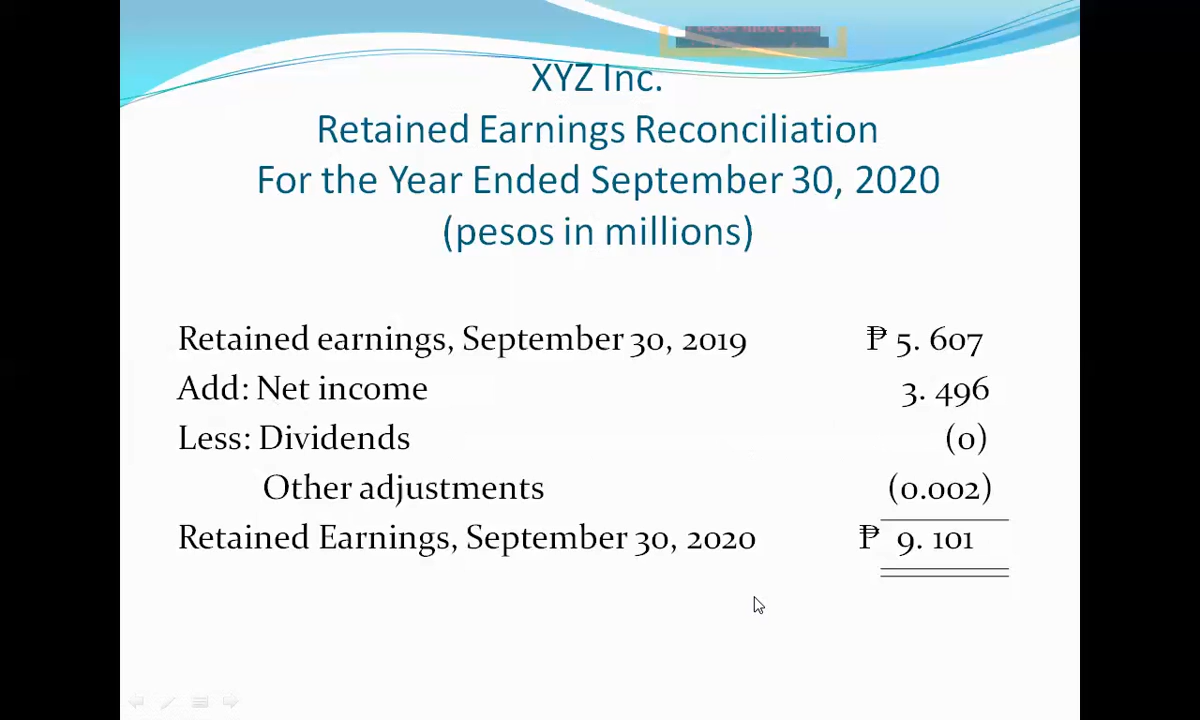 XYZ Inc.
Retained Earnings Reconciliation
For the Year Ended September 30, 2020
(pesos in millions)
Retained earnings, September 30, 2019 ₱ 5. 607
Add: Net income 3. 496
Less: Dividends (0)
Other adjustments (0.002)
Retained Earnings, September 30, 2020 ₱ 9. 101